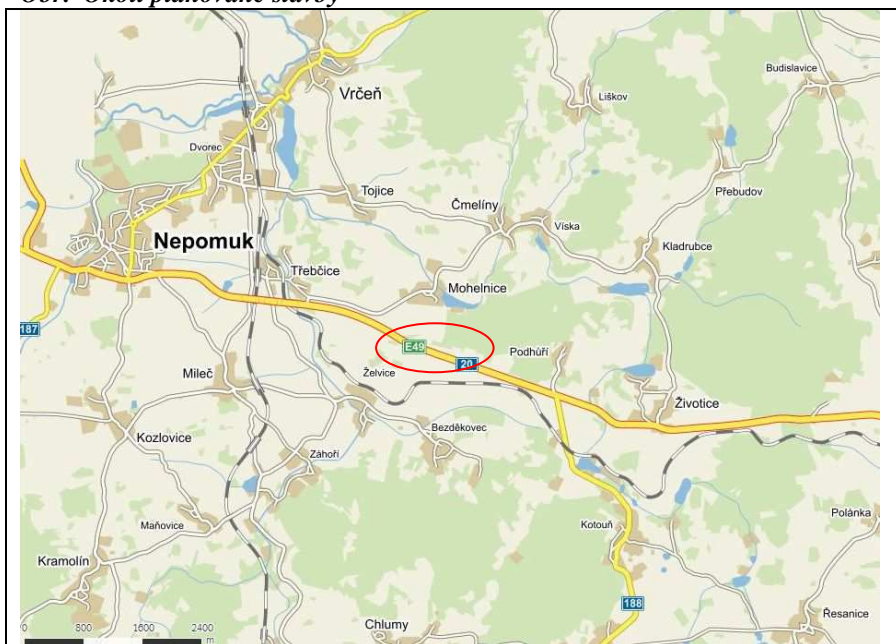 Obr. Okolí plánované stavby
Vrčeň
Budislavice
Liškov
Dvorec
Tojice
Přebudov
Čmelíny
Víska
Nepomuk
Kladrubce
Třebčice
Mohelnice
187
E49
20
Podhůří
Želvice
Mileč
Životice
Bezděkovec
Kozlovice
Záhoří
Maňovice
Kotouň
Polánka
Kramolín
188
Řesanice
Chlumy
0 800 1600 2400
m